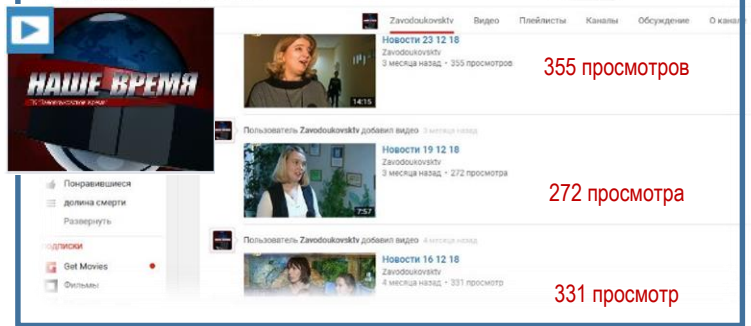 Zavodoukovsktv Видео Плейлисты Каналы Обсуждение О канал
НАШЕ ВРЕМЯ
Новости 23 12 18
Zavodoukovsktv
3 месяца назад • 355 просмотров
14:15
355 просмотров
Пользователь Zavodoukovsktv добавил видео 3 месяца назад
Новости 19 12 18
Zavodoukovsktv
3 месяца назад • 272 просмотра
7:57
272 просмотра
Понравившиеся
долина смерти
Развернуть
ПОДПИСКИ
Get Movies
Фильмы
Пользователь Zavodoukovsktv добавил видео 4 месяца назад
Новости 16 12 18
Zavodoukovsktv
4 месяца назад • 331 просмотр
331 просмотр